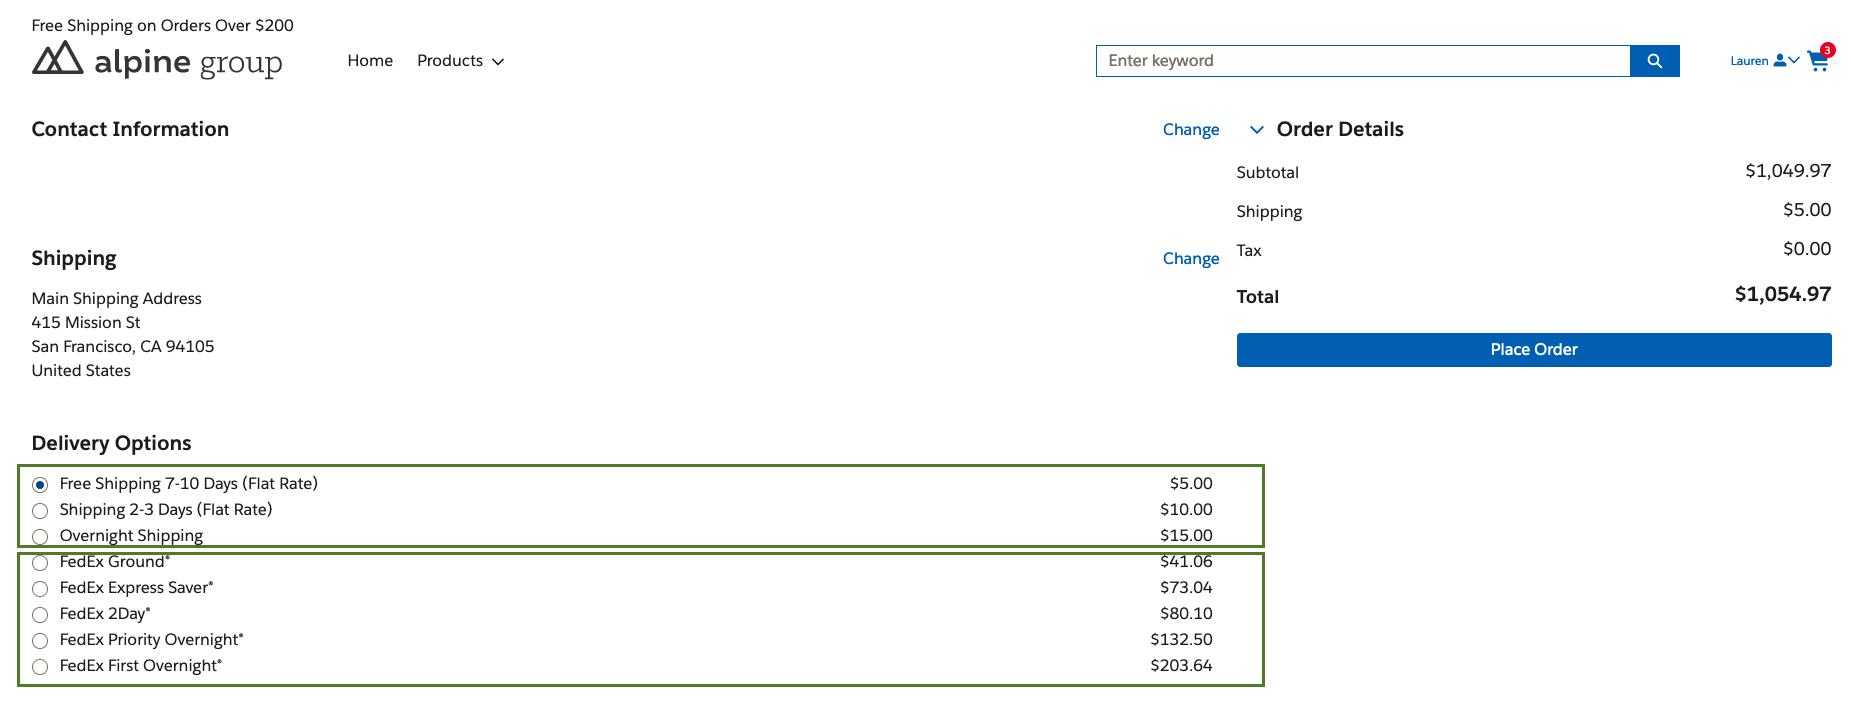 Free Shipping on Orders Over $200
alpine group
Home Products
Enter keyword
Lauren
3
Contact Information
Change
Shipping
Change
Main Shipping Address
415 Mission St
San Francisco, CA 94105
United States
Delivery Options
Free Shipping 7-10 Days (Flat Rate) $5.00
Shipping 2-3 Days (Flat Rate) $10.00
Overnight Shipping $15.00
FedEx Ground® $41.06
FedEx Express Saver® $73.04
FedEx 2Day® $80.10
FedEx Priority Overnight® $132.50
FedEx First Overnight® $203.64
Order Details
Subtotal $1,049.97
Shipping $5.00
Tax $0.00
Total $1,054.97
Place Order